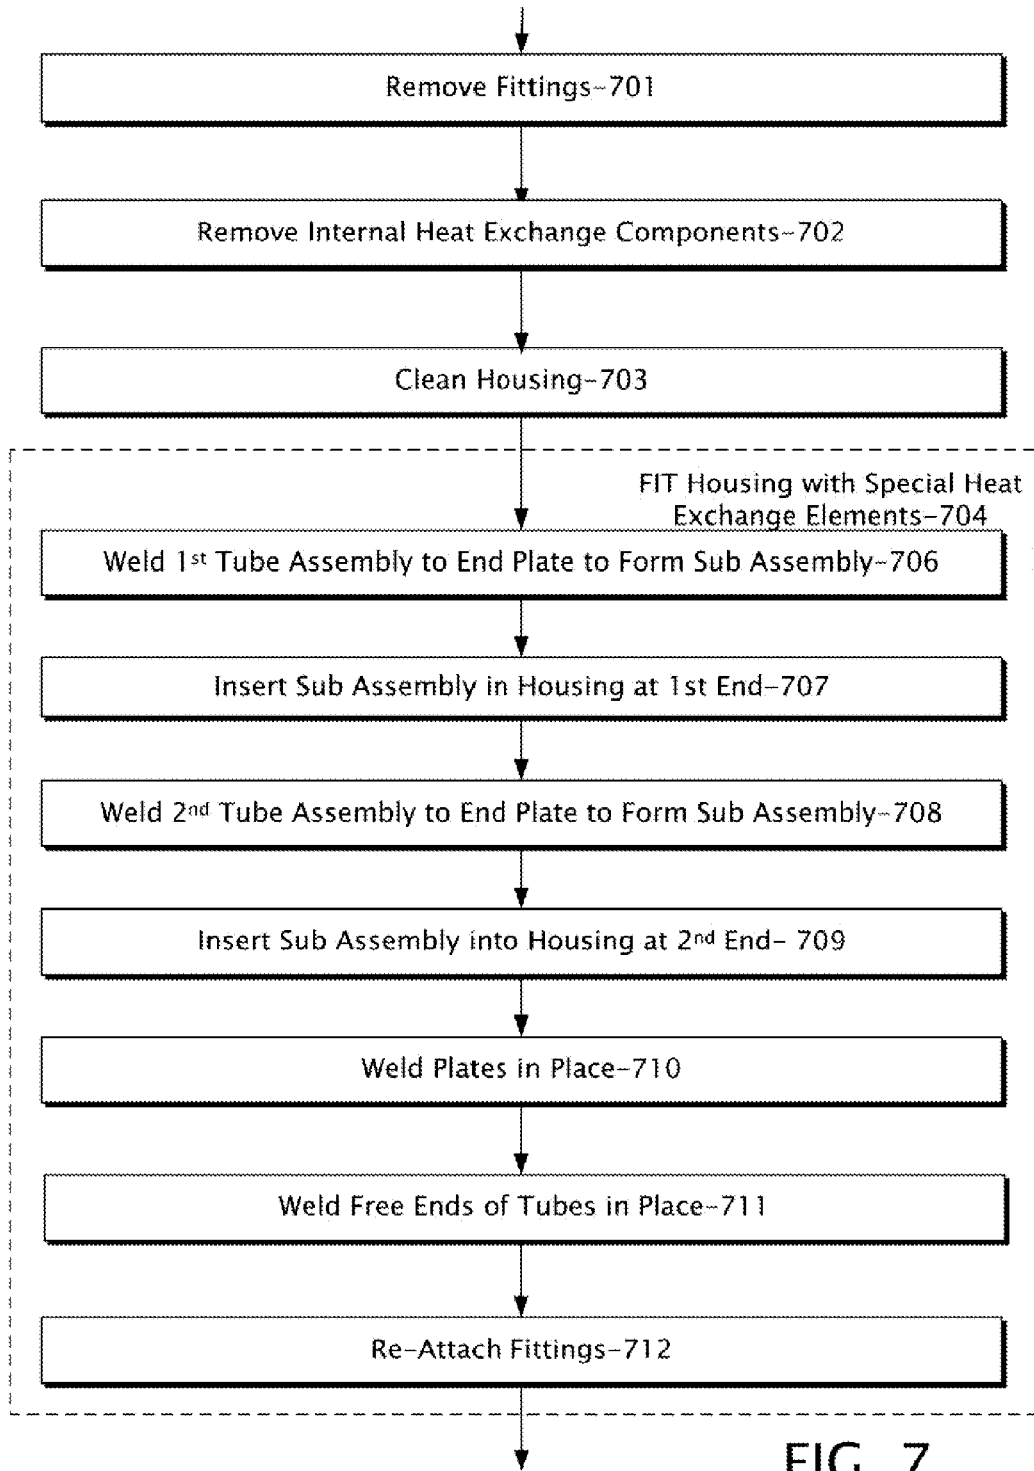 Remove Fittings-701
Remove Internal Heat Exchange Components-702
Clean Housing-703
FIT Housing with Special Heat
Exchange Elements-704
Weld 1st Tube Assembly to End Plate to Form Sub Assembly-706
Insert Sub Assembly in Housing at 1st End-707
Weld 2nd Tube Assembly to End Plate to Form Sub Assembly-708
Insert Sub Assembly into Housing at 2nd End- 709
Weld Plates in Place-710
Weld Free Ends of Tubes in Place-711
Re-Attach Fittings-712
FIG. 7